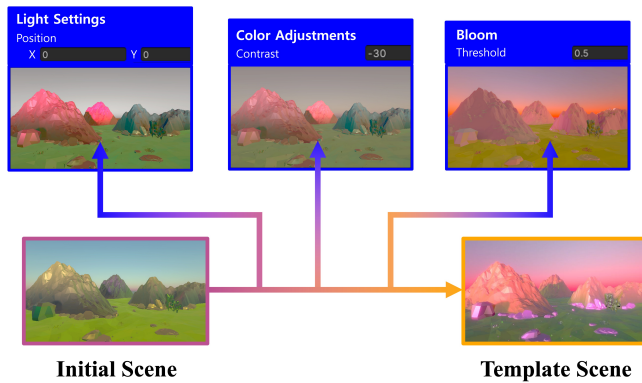 Light Settings
Position
X 0 Y 0
Color Adjustments
Contrast -30
Bloom
Threshold 0.5
Initial Scene
Template Scene